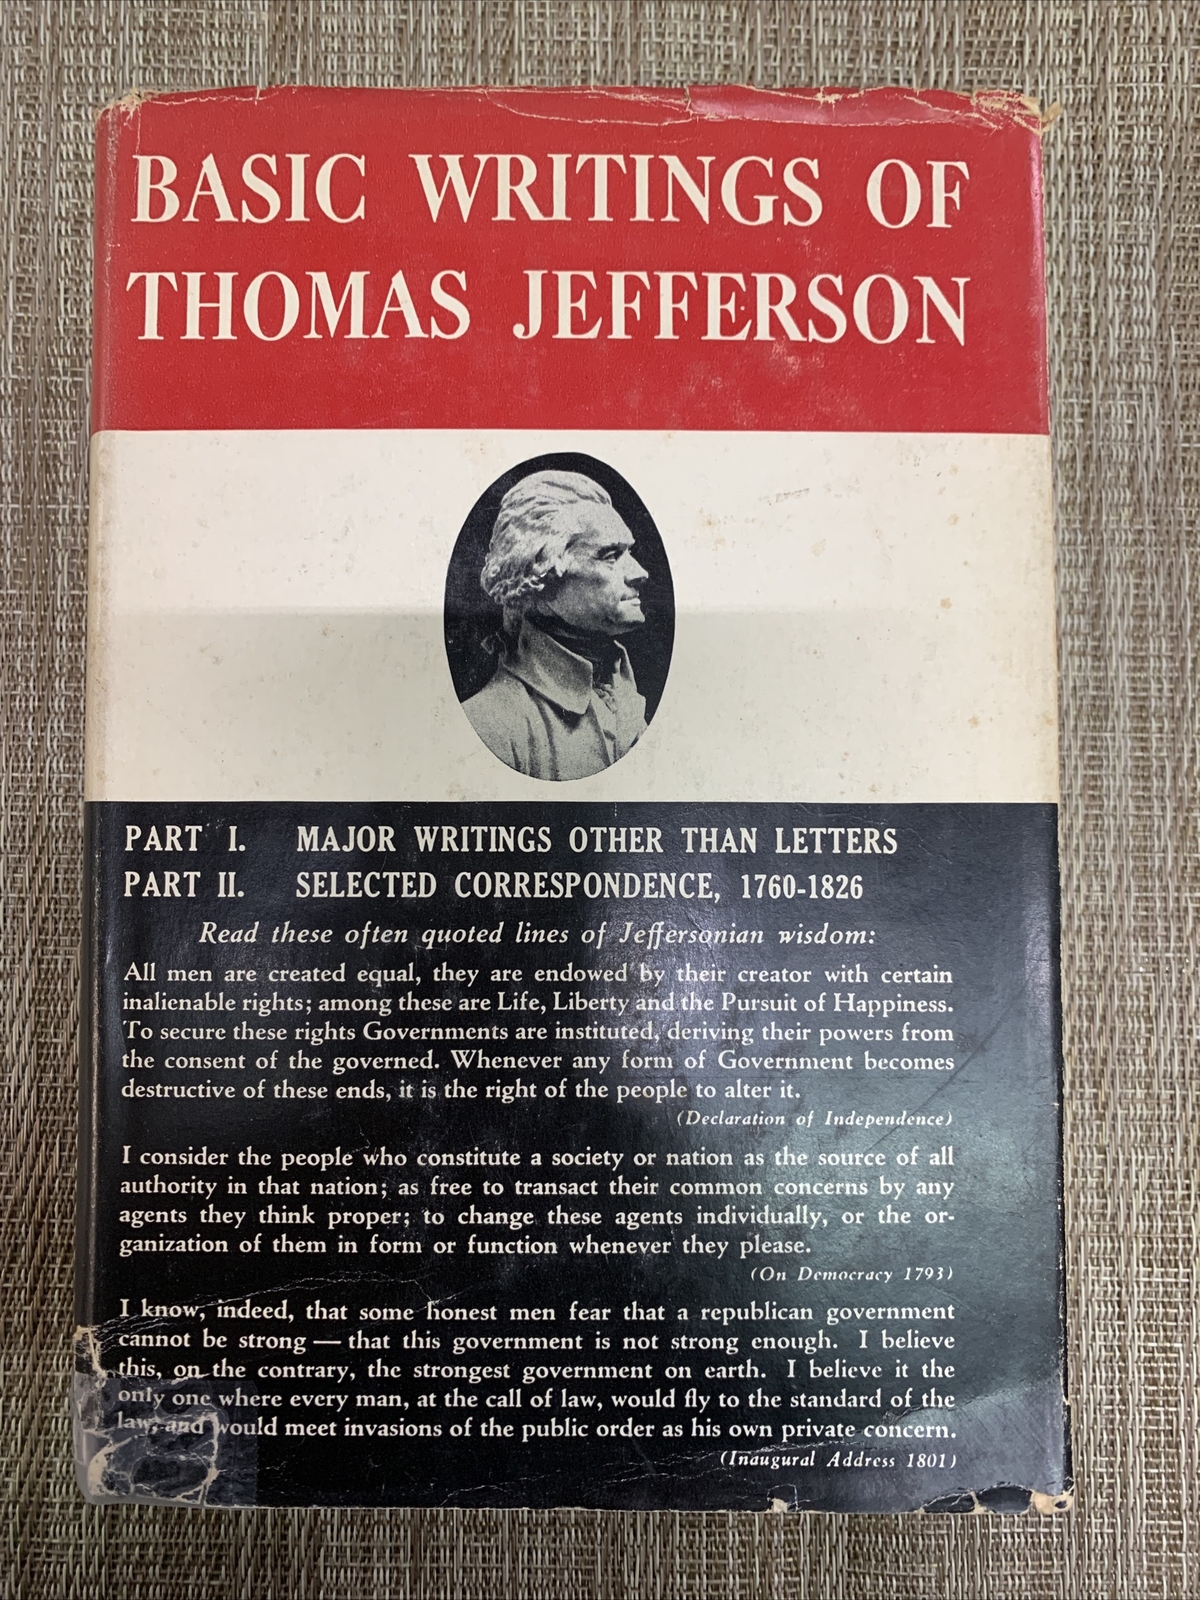 BASIC WRITINGS OF
THOMAS JEFFERSON
PART I. MAJOR WRITINGS OTHER THAN LETTERS
PART II. SELECTED CORRESPONDENCE, 1760-1826
Read these often quoted lines of Jeffersonian wisdom:
All men are created equal, they are endowed by their creator with certain
inalienable rights; among these are Life, Liberty and the Pursuit of Happiness.
To secure these rights Governments are instituted, deriving their powers from
the consent of the governed. Whenever any form of Government becomes
destructive of these ends, it is the right of the people to alter it.
(Declaration of Independence)
I consider the people who constitute a society or nation as the source of all
authority in that nation; as free to transact their common concerns by any
agents they think proper; to change these agents individually, or the or-
ganization of them in form or function whenever they please.
(On Democracy 1793)
I know, indeed, that some honest men fear that a republican government
cannot be strong — that this government is not strong enough. I believe
this, on the contrary, the strongest government on earth. I believe it the
only one where every man, at the call of law, would fly to the standard of the
law, and would meet invasions of the public order as his own private concern.
(Inaugural Address 1801)